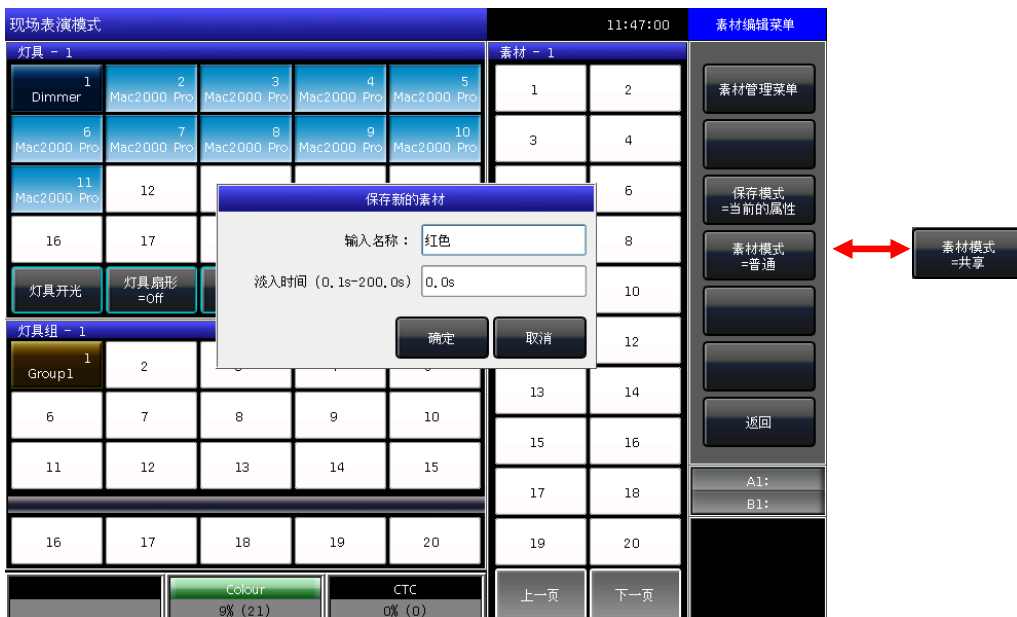 现场表演模式
11:47:00
素材编辑菜单
灯具 - 1
素材 - 1
1
Dimmer
2
Mac2000 Pro
3
Mac2000 Pro
4
Mac2000 Pro
5
Mac2000 Pro
1
2
素材管理菜单
6
Mac2000 Pro
7
Mac2000 Pro
8
Mac2000 Pro
9
Mac2000 Pro
10
Mac2000 Pro
3
4
11
Mac2000 Pro
12
6
保存模式
=当前的属性
保存新的素材
16
17
输入名称：
红色
8
素材模式
=普通
素材模式
=共享
灯具开光
灯具扇形
=Off
淡入时间 (0.1s-200.0s)
0.0s
10
灯具组 - 1
确定
取消
12
1
Group1
2
13
14
返回
6
7
8
9
10
15
16
11
12
13
14
15
A1:
17
18
B1:
16
17
18
19
20
19
20
Colour
CTC
上一页
下一页
9% (21)
0% (0)